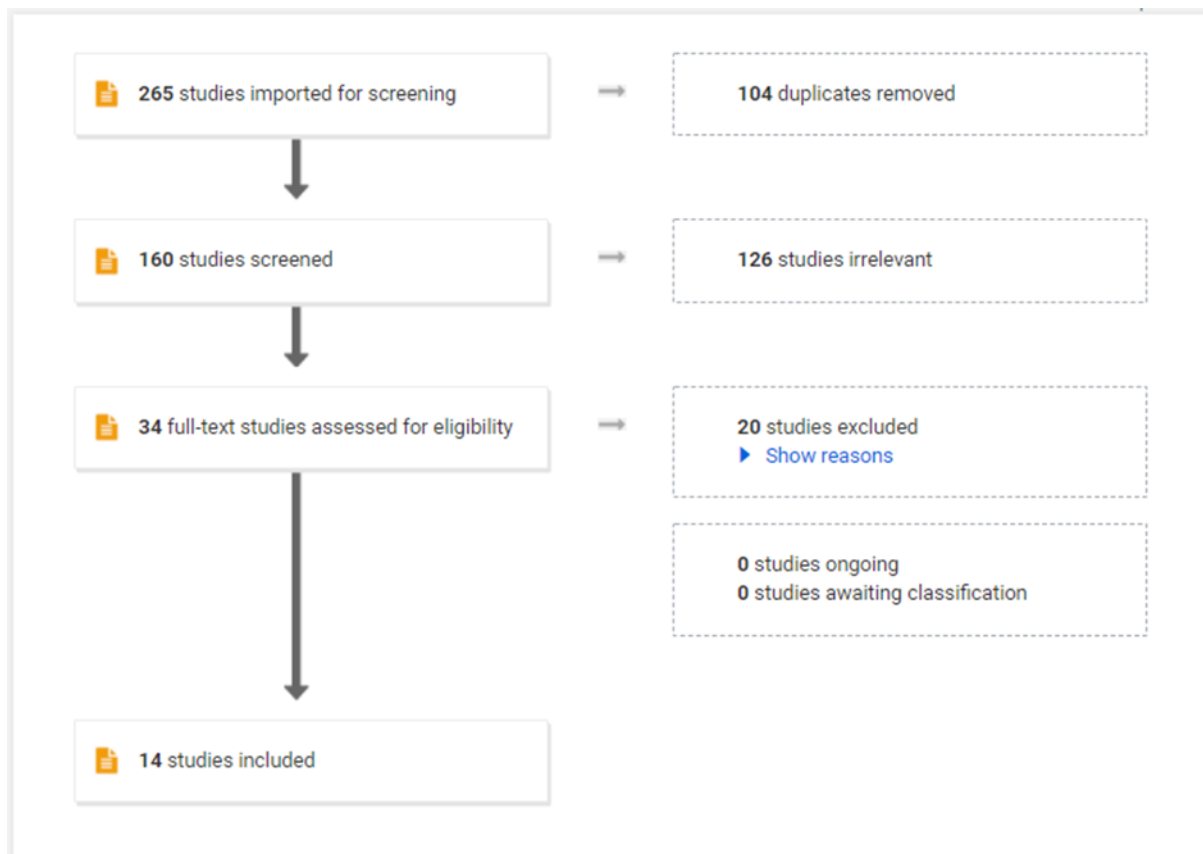 265 studies imported for screening
104 duplicates removed
160 studies screened
126 studies irrelevant
34 full-text studies assessed for eligibility
20 studies excluded
Show reasons
0 studies ongoing
0 studies awaiting classification
14 studies included